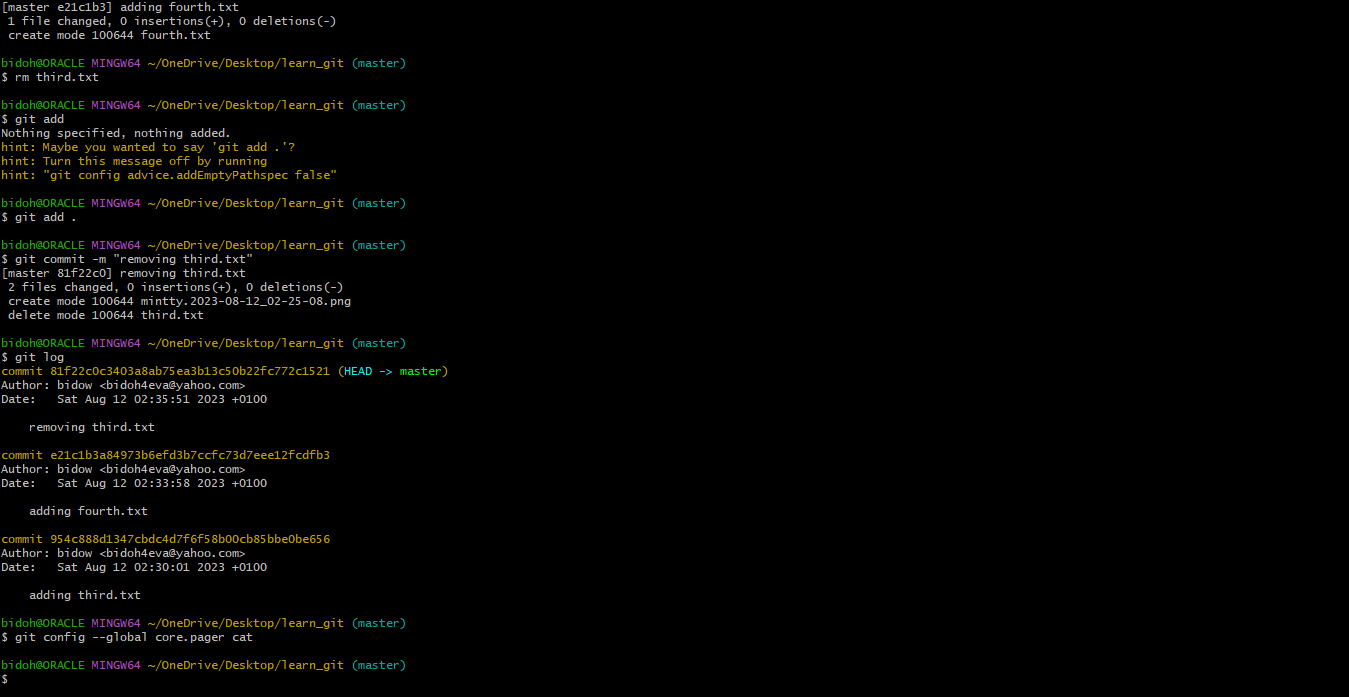 [master e21c1b3] adding fourth.txt
 1 file changed, 0 insertions(+), 0 deletions(-)
 create mode 100644 fourth.txt
bidoh@ORACLE MINGW64 ~/OneDrive/Desktop/learn_git (master)
$ rm third.txt
bidoh@ORACLE MINGW64 ~/OneDrive/Desktop/learn_git (master)
$ git add
Nothing specified, nothing added.
hint: Maybe you wanted to say 'git add .'?
hint: Turn this message off by running
hint: "git config advice.addEmptyPathspec false"
bidoh@ORACLE MINGW64 ~/OneDrive/Desktop/learn_git (master)
$ git add .
bidoh@ORACLE MINGW64 ~/OneDrive/Desktop/learn_git (master)
$ git commit -m "removing third.txt"
[master 81f22c0] removing third.txt
 2 files changed, 0 insertions(+), 0 deletions(-)
 create mode 100644 mintty.2023-08-12_02-25-08.png
 delete mode 100644 third.txt
bidoh@ORACLE MINGW64 ~/OneDrive/Desktop/learn_git (master)
$ git log
commit 81f22c0c3403a8ab75ea3b13c50b22fc772c1521 (HEAD -> master)
Author: bidow <bidoh4eva@yahoo.com>
Date:   Sat Aug 12 02:35:51 2023 +0100
    removing third.txt
commit e21c1b3a84973b6efd3b7ccfc73d7eee12fcdfb3
Author: bidow <bidoh4eva@yahoo.com>
Date:   Sat Aug 12 02:33:58 2023 +0100
    adding fourth.txt
commit 954c888d1347cbdc4d7f6f58b00cb85bbe0be656
Author: bidow <bidoh4eva@yahoo.com>
Date:   Sat Aug 12 02:30:01 2023 +0100
    adding third.txt
bidoh@ORACLE MINGW64 ~/OneDrive/Desktop/learn_git (master)
$ git config --global core.pager cat
bidoh@ORACLE MINGW64 ~/OneDrive/Desktop/learn_git (master)
$